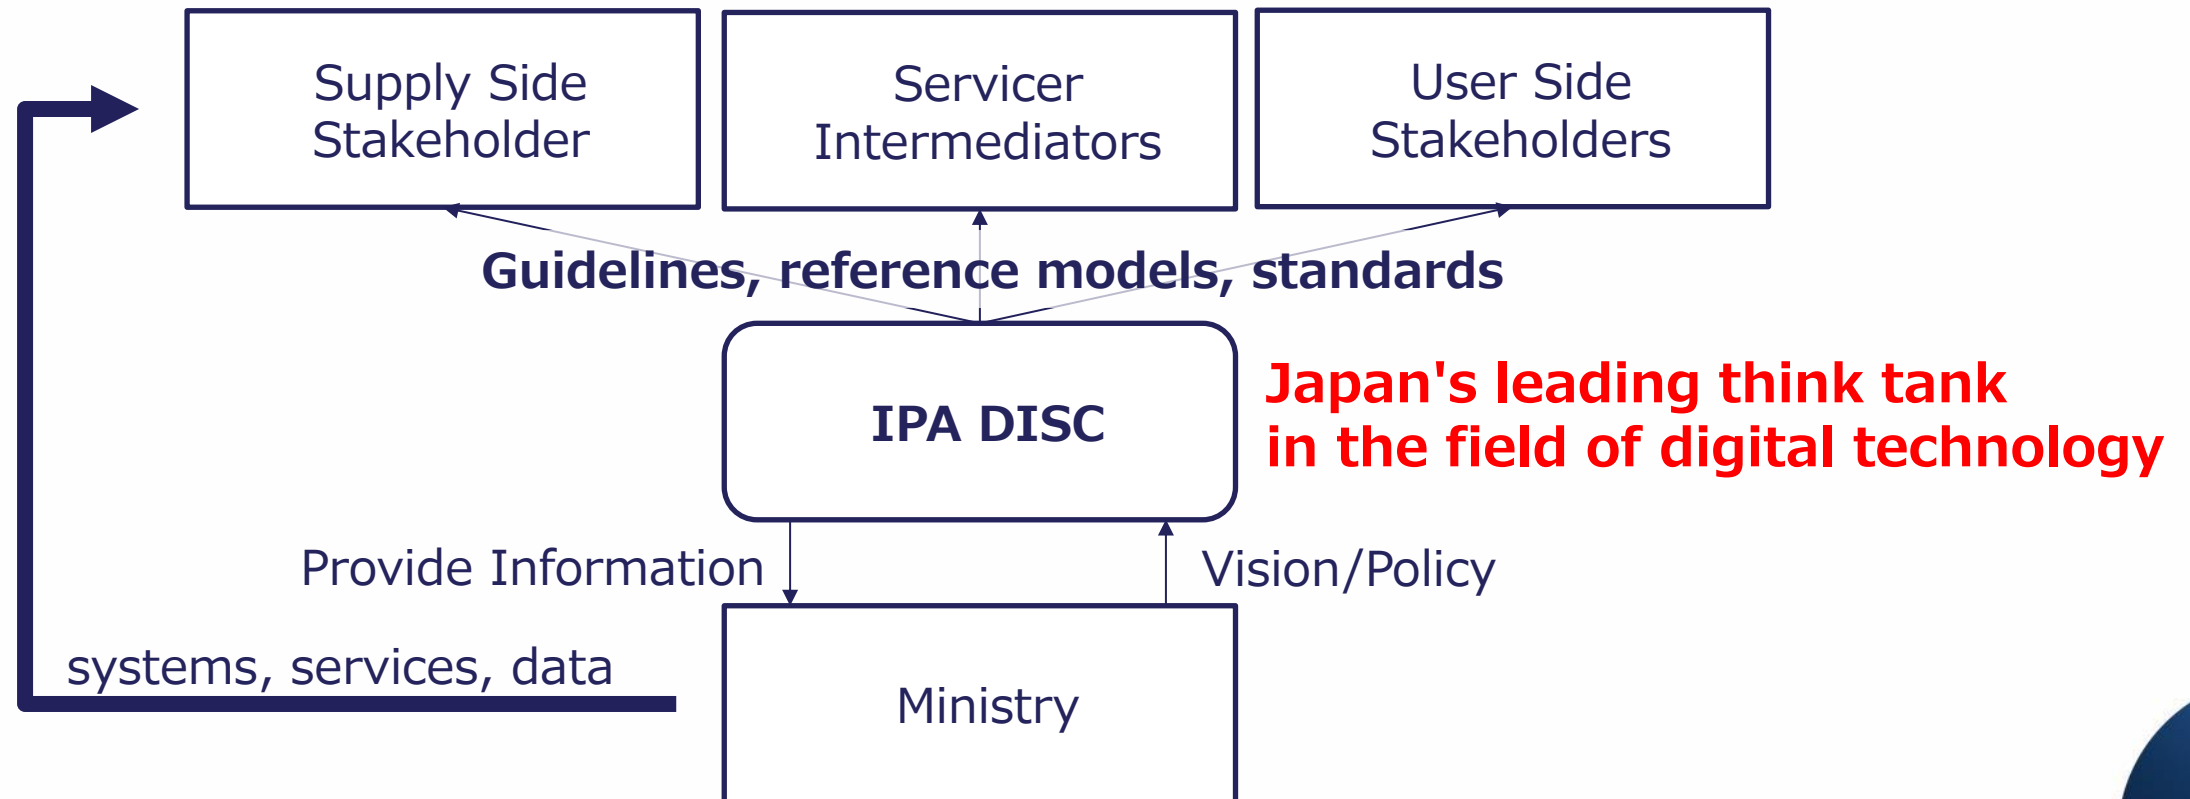 Supply Side
Stakeholder
Servicer
Intermediators
User Side
Stakeholders
Guidelines, reference models, standards
IPA DISC
Japan's leading think tank
in the field of digital technology
Provide Information
Vision/Policy
systems, services, data
Ministry